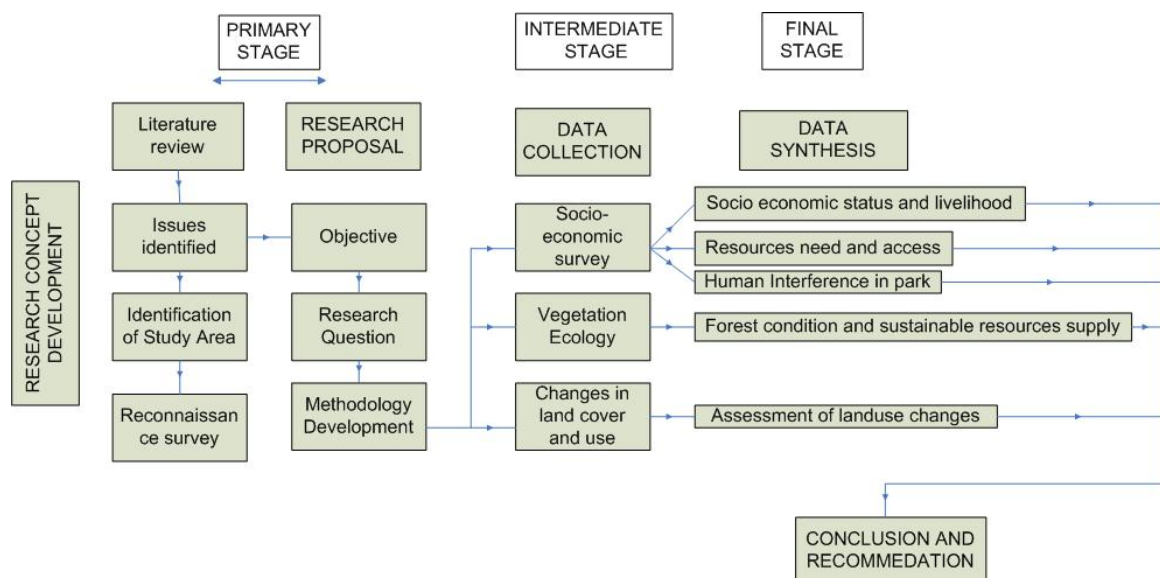 PRIMARY
STAGE
INTERMEDIATE
STAGE
FINAL
STAGE
Literature
review
RESEARCH
PROPOSAL
DATA
COLLECTION
DATA
SYNTHESIS
RESEARCH CONCEPT
DEVELOPMENT
Issues
identified
Objective
Socio-
economic
survey
Socio economic status and livelihood
Resources need and access
Human Interference in park
Identification
of Study Area
Research
Question
Vegetation
Ecology
Forest condition and sustainable resources supply
Reconnaissan
ce survey
Methodology
Development
Changes in
land cover
and use
Assessment of landuse changes
CONCLUSION AND
RECOMMEDATION